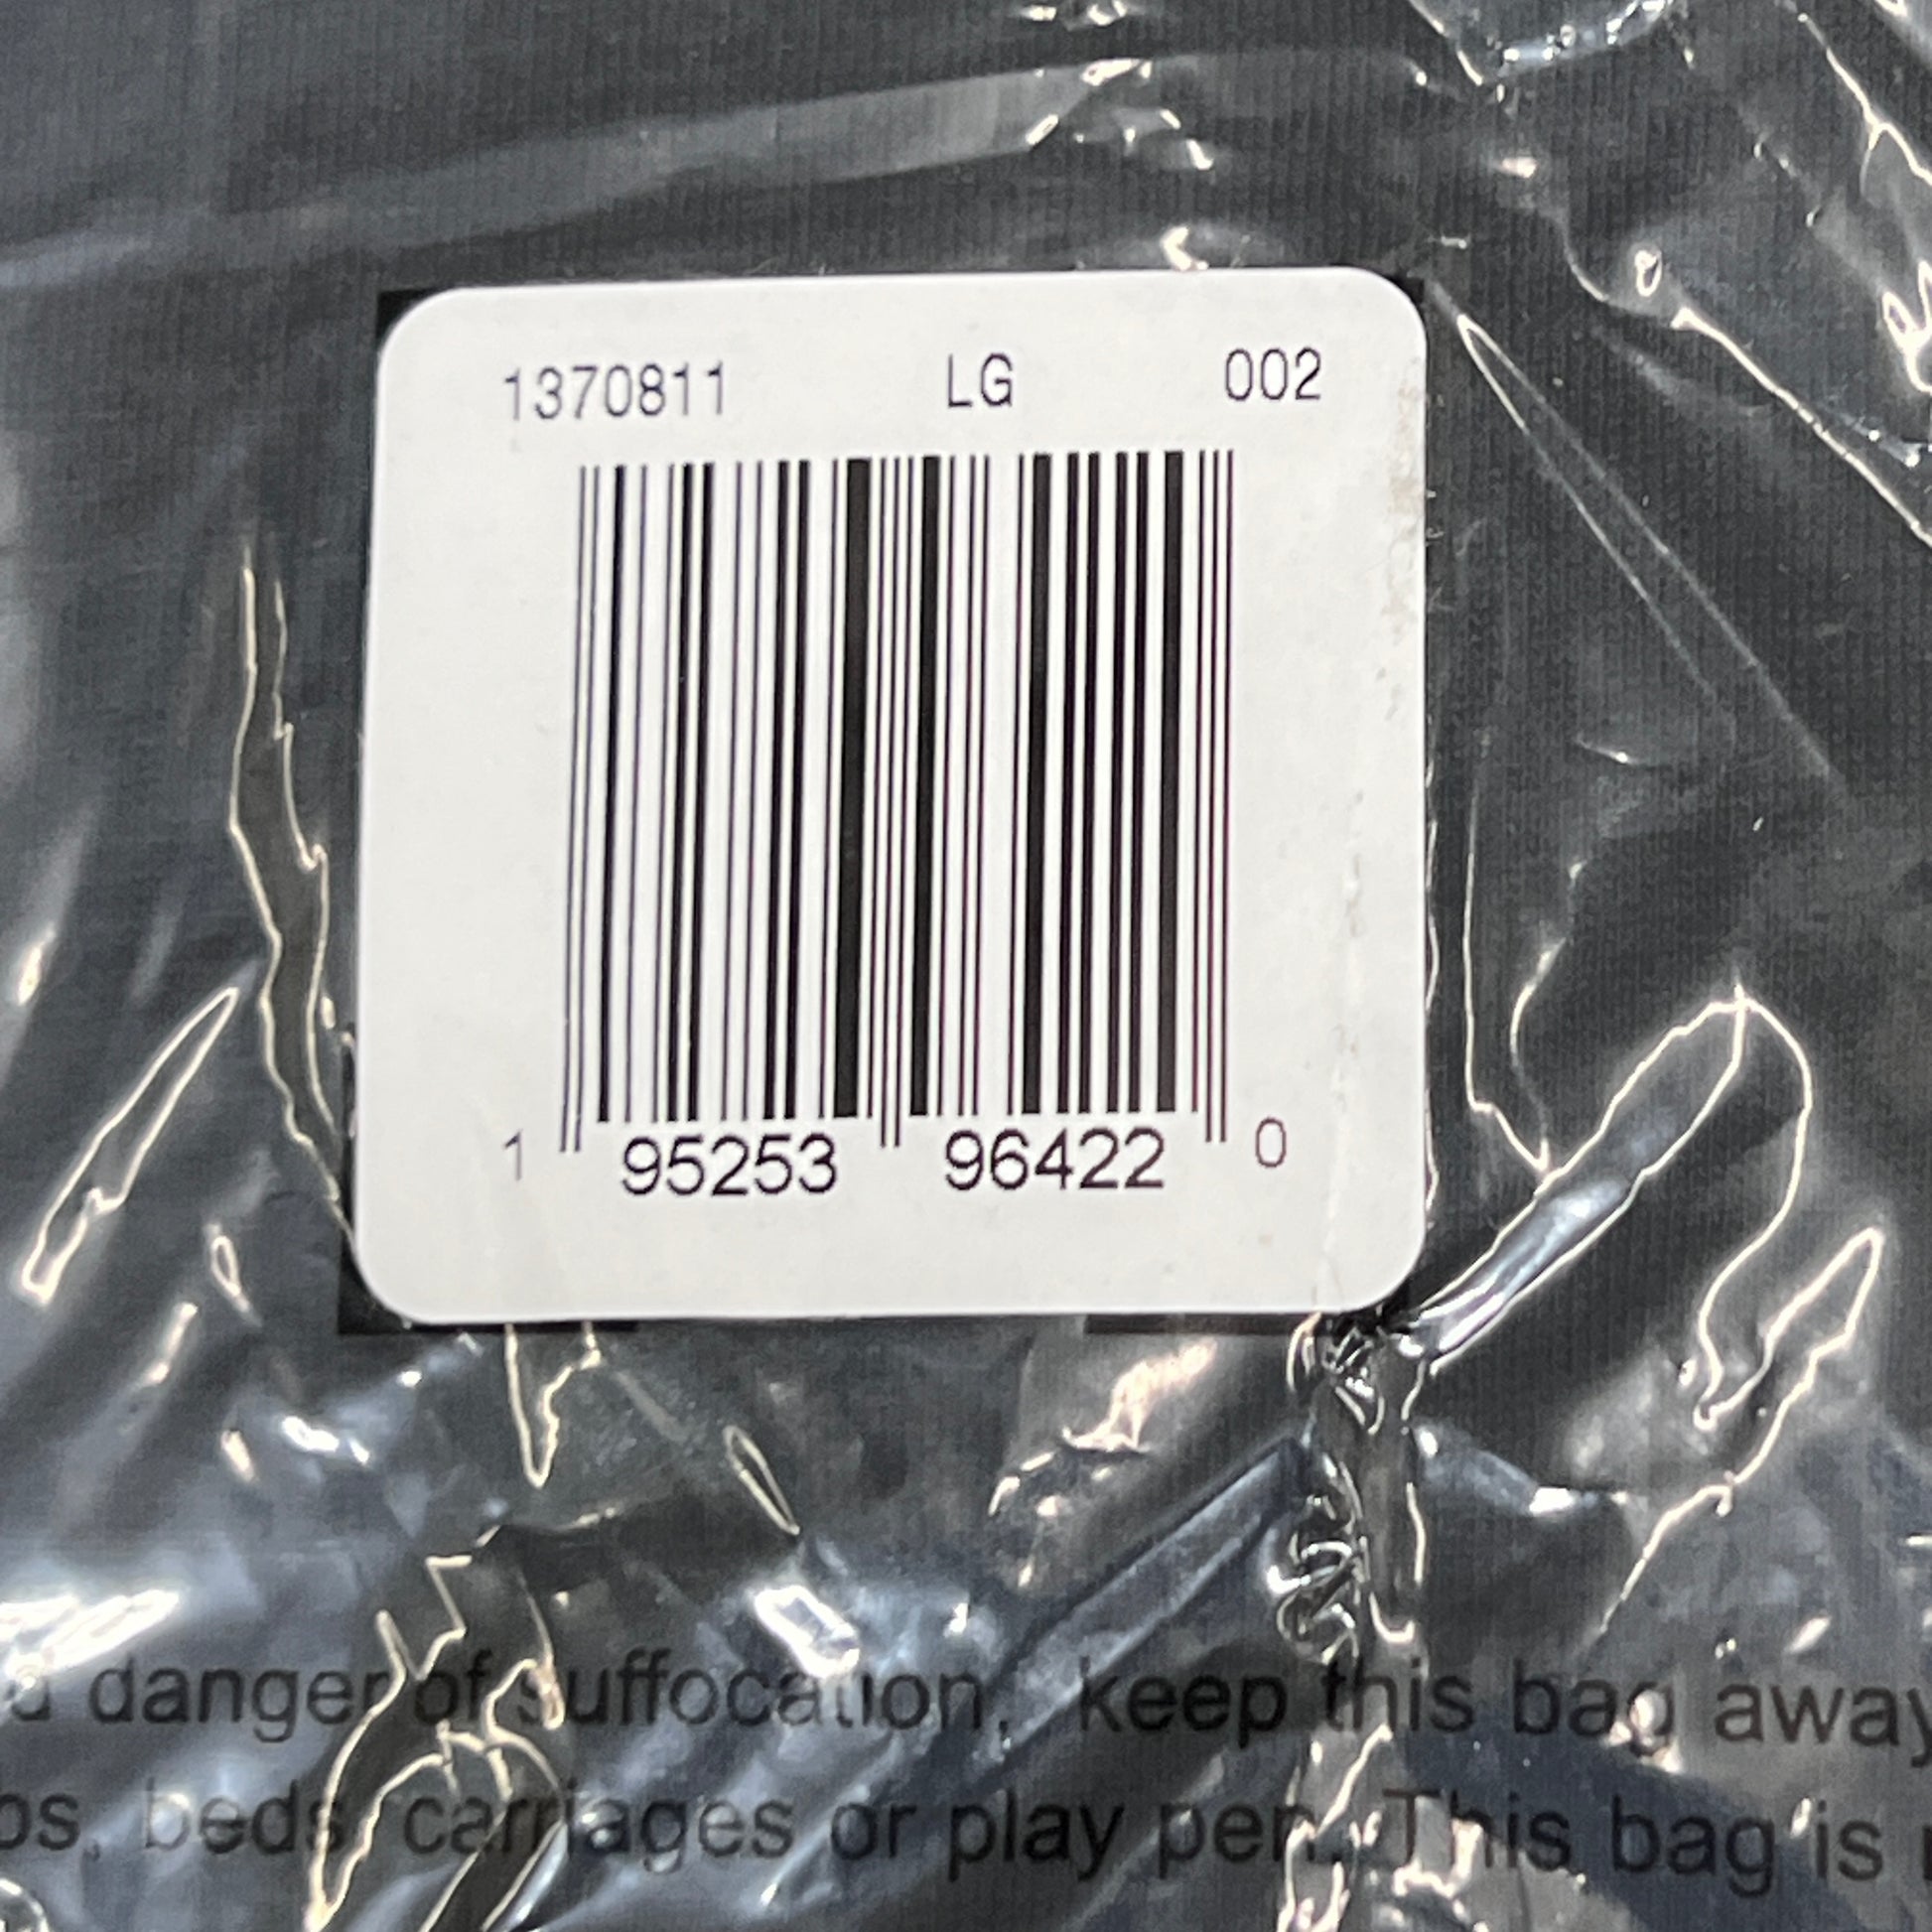 1370811 LG 002
1 95253 96422 0
danger of suffocation, keep this bag away
beds, carriages or play pen. This bag is